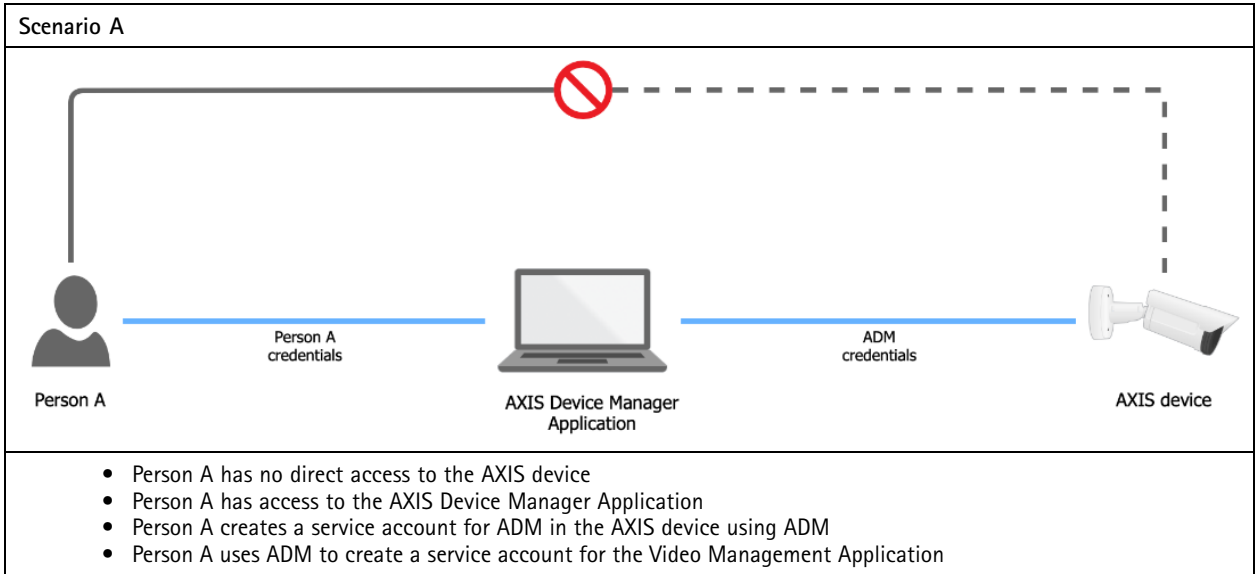 Scenario A
Person A
credentials
ADM
credentials
Person A
AXIS Device Manager
Application
AXIS device
• Person A has no direct access to the AXIS device
• Person A has access to the AXIS Device Manager Application
• Person A creates a service account for ADM in the AXIS device using ADM
• Person A uses ADM to create a service account for the Video Management Application